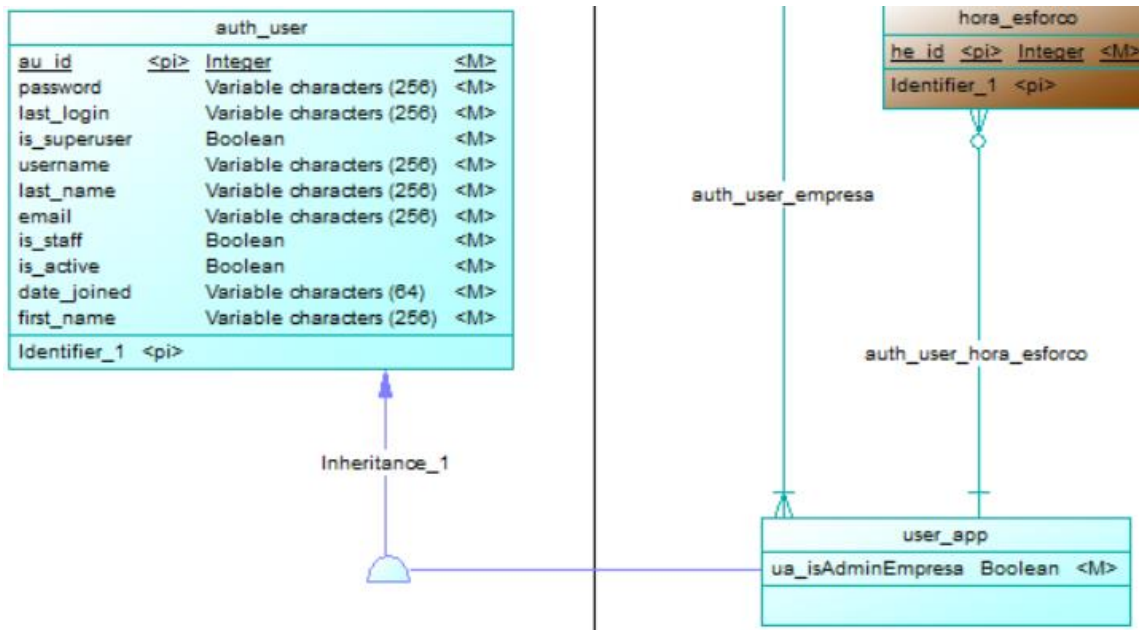 auth_user
au_id <pi> Integer <M>
password Variable characters (256) <M>
last_login Variable characters (256) <M>
is_superuser Boolean <M>
username Variable characters (256) <M>
last_name Variable characters (256) <M>
email Variable characters (256) <M>
is_staff Boolean <M>
is_active Boolean <M>
date_joined Variable characters (64) <M>
first_name Variable characters (256) <M>
Identifier_1 <pi>
Inheritance_1
auth_user_empresa
hora_esforco
he_id <pi> Integer <M>
Identifier_1 <pi>
auth_user_hora_esforco
user_app
ua_isAdminEmpresa Boolean <M>